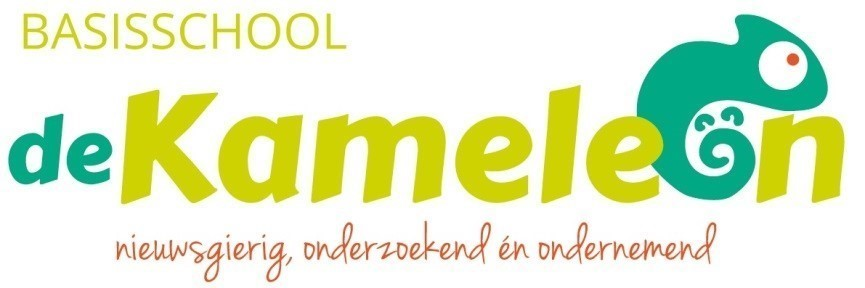 BASISSCHOOL
deKameleon
nieuwsgierig, onderzoekend én ondernemend